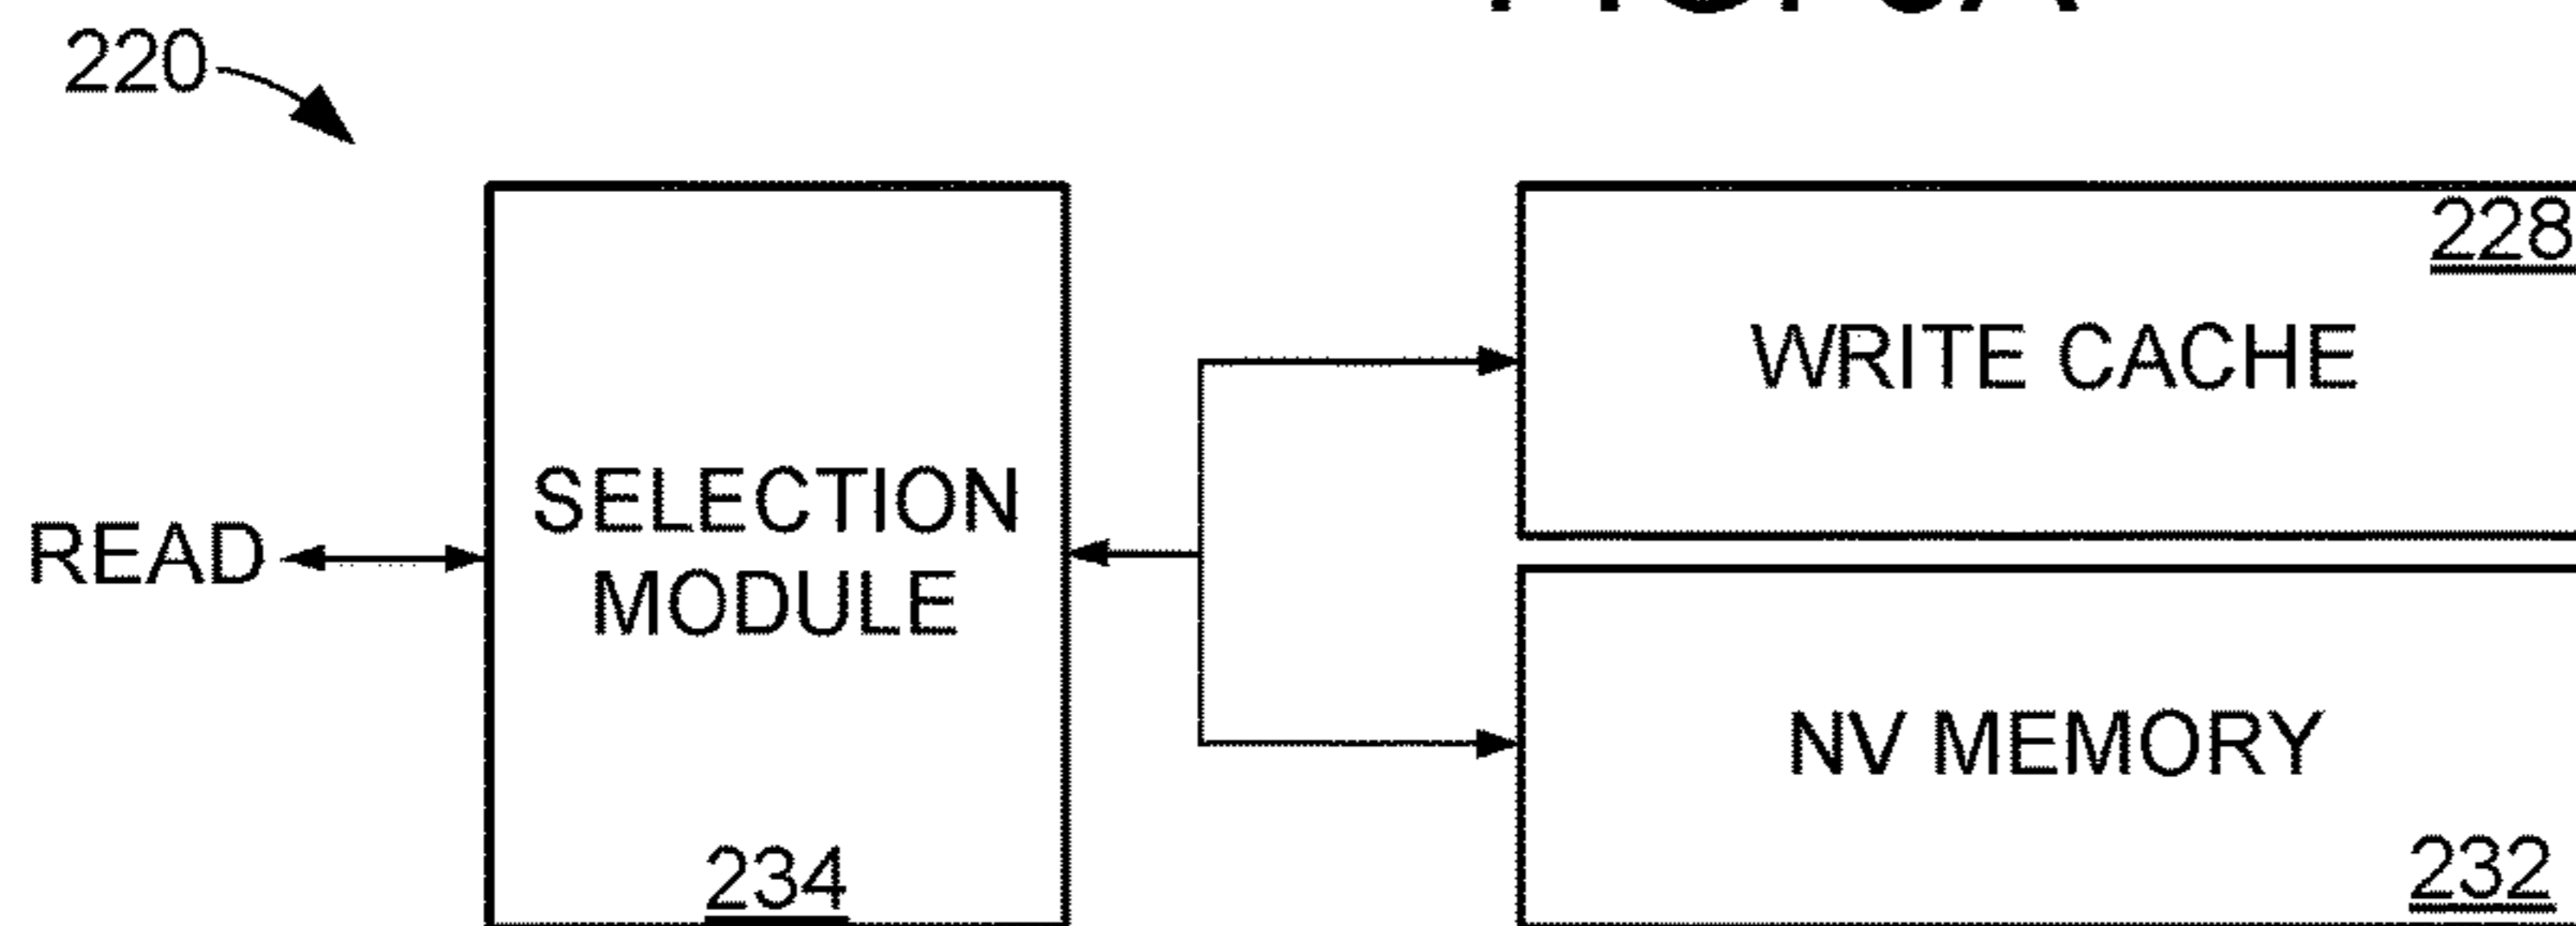 220
228
WRITE CACHE
SELECTION
MODULE
READ
NV MEMORY
234
232